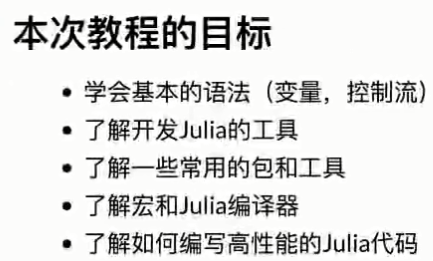 本次教程的目标
• 学会基本的语法（变量，控制流）
• 了解开发Julia的工具
• 了解一些常用的包和工具
• 了解宏和Julia编译器
• 了解如何编写高性能的Julia代码